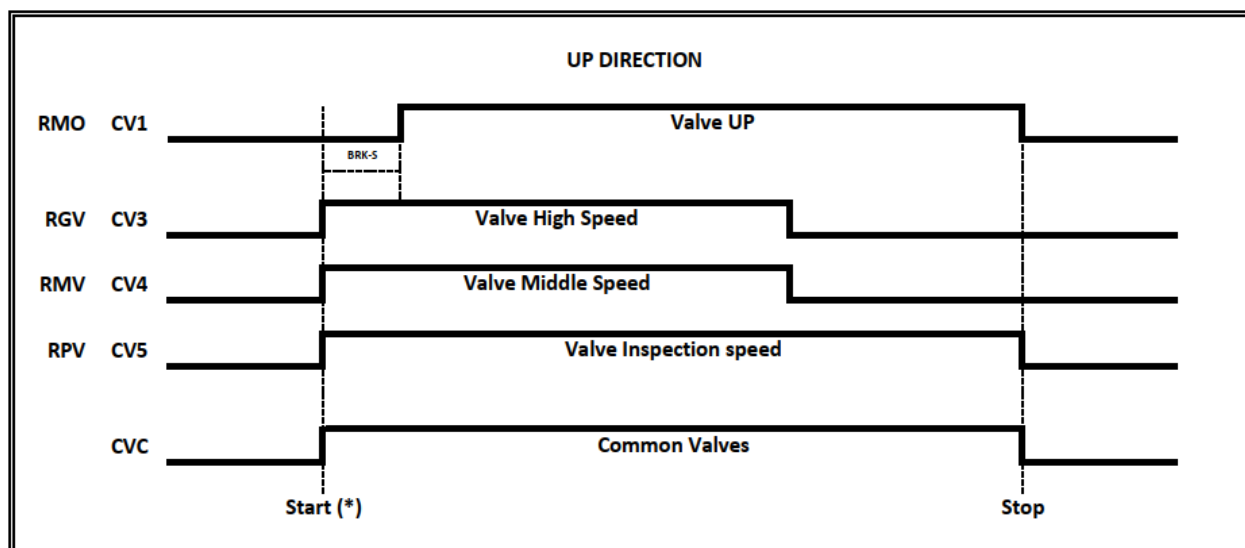 UP DIRECTION
RMO CV1 Valve UP
BRK-S
RGV CV3 Valve High Speed
RMV CV4 Valve Middle Speed
RPV CV5 Valve Inspection speed
CVC Common Valves
Start (*) Stop